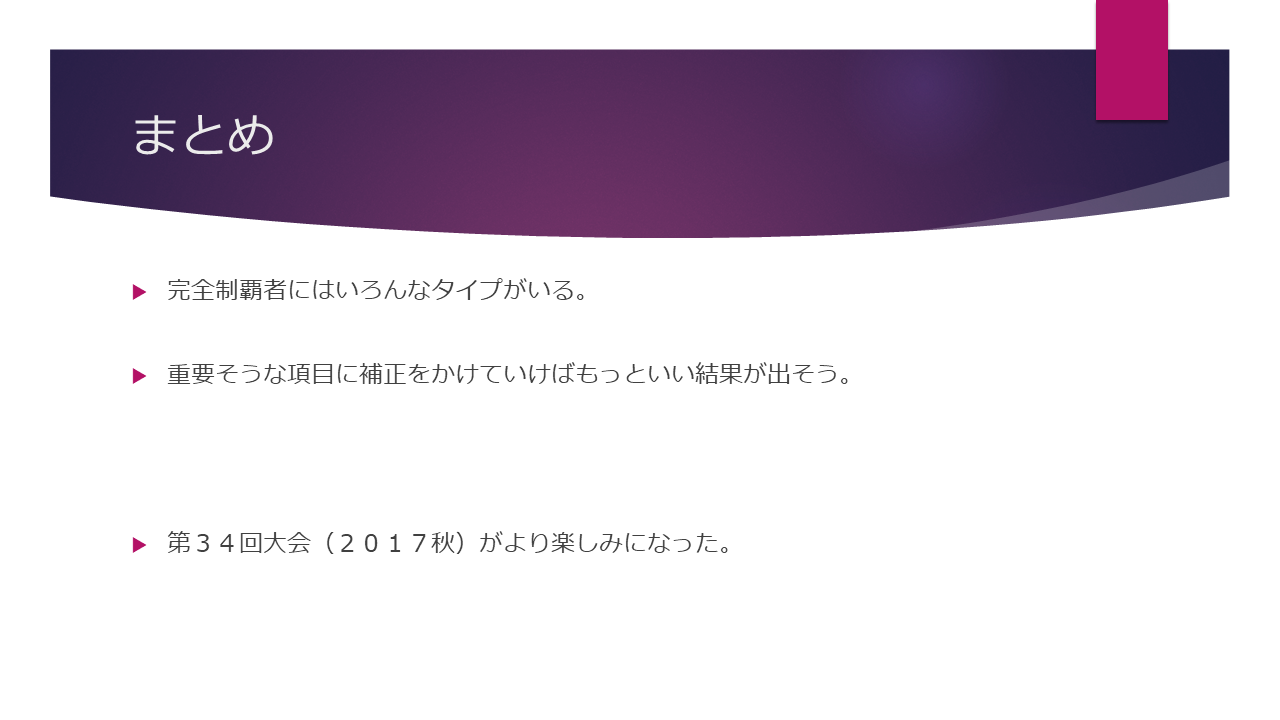 まとめ
完全制覇者にはいろんなタイプがいる。
重要そうな項目に補正をかけていけばもっといい結果が出そう。
第３４回大会（２０１７秋）がより楽しみになった。